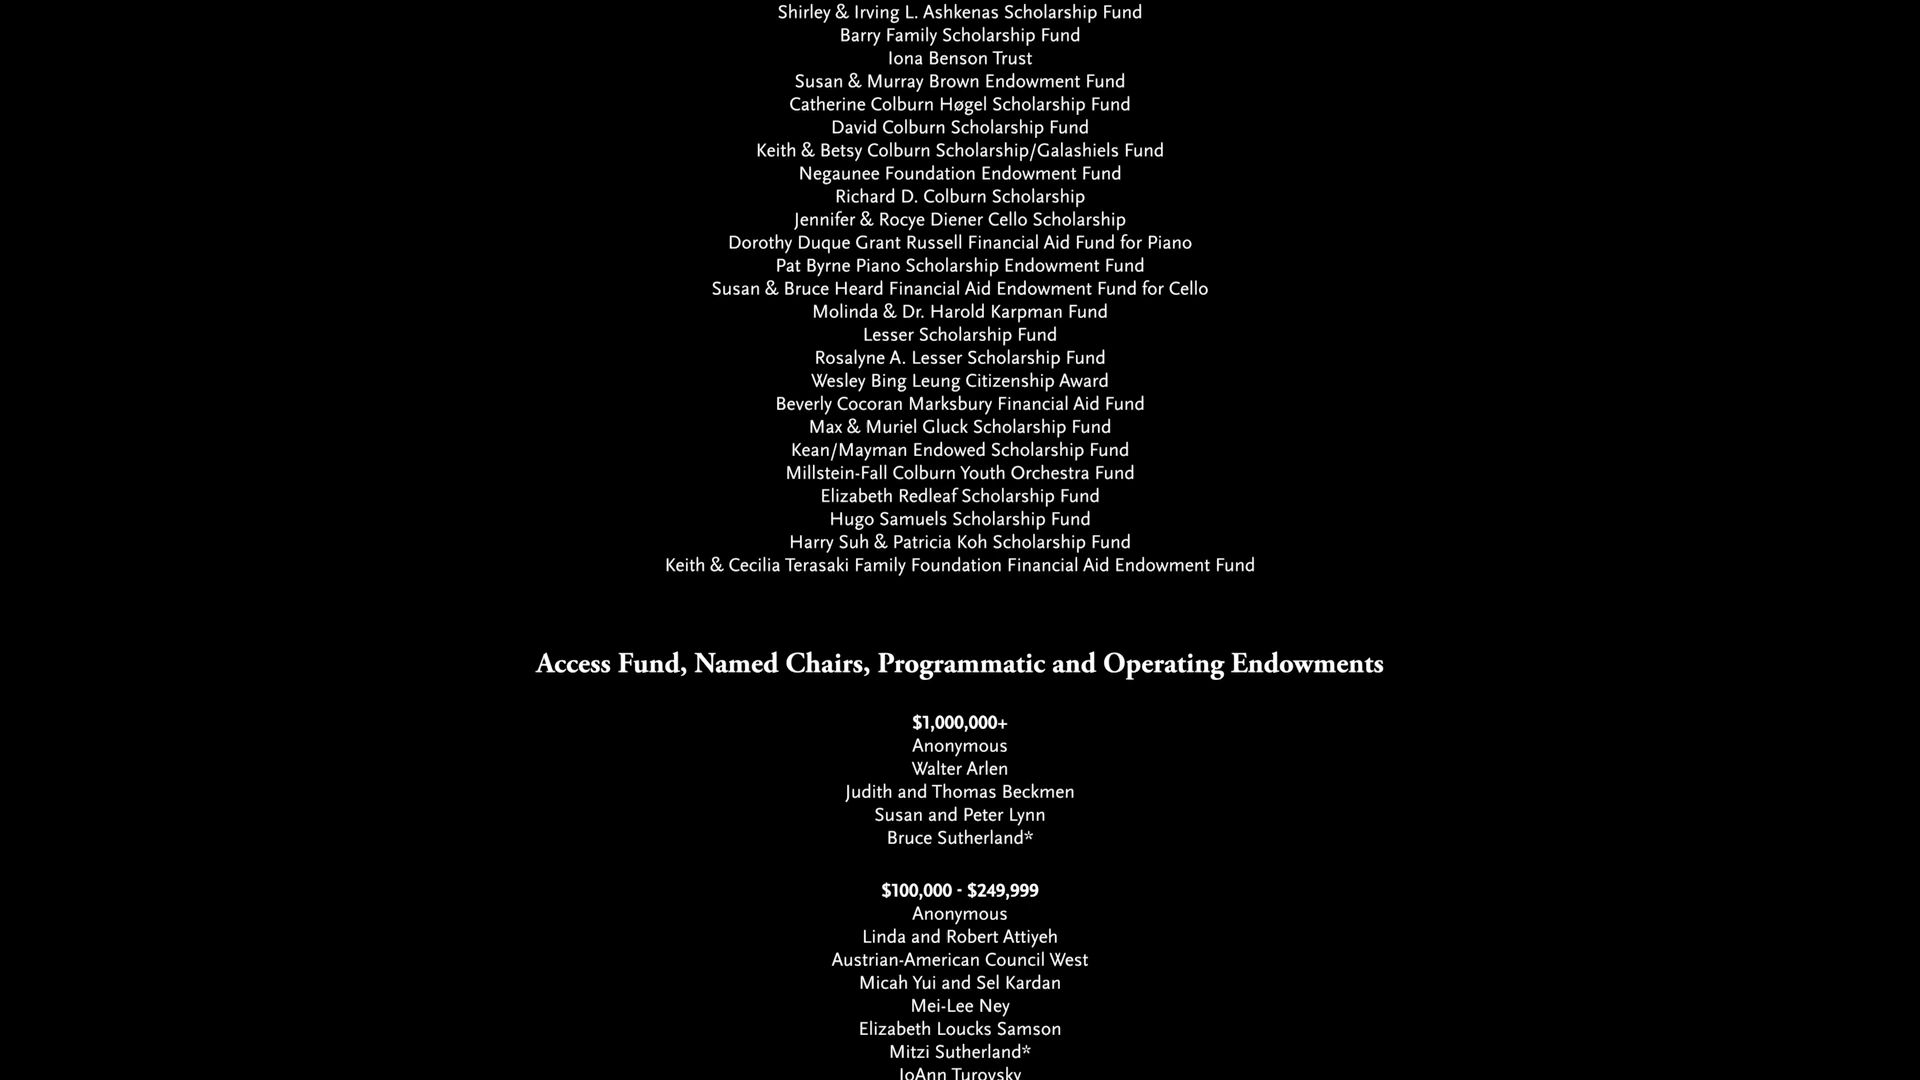 Shirley & Irving L. Ashkenas Scholarship Fund
Barry Family Scholarship Fund
Iona Benson Trust
Susan & Murray Brown Endowment Fund
Catherine Colburn Høgel Scholarship Fund
David Colburn Scholarship Fund
Keith & Betsy Colburn Scholarship/Galashiels Fund
Negaunee Foundation Endowment Fund
Richard D. Colburn Scholarship
Jennifer & Rocye Diener Cello Scholarship
Dorothy Duque Grant Russell Financial Aid Fund for Piano
Pat Byrne Piano Scholarship Endowment Fund
Susan & Bruce Heard Financial Aid Endowment Fund for Cello
Molinda & Dr. Harold Karpman Fund
Lesser Scholarship Fund
Rosalyne A. Lesser Scholarship Fund
Wesley Bing Leung Citizenship Award
Beverly Cocoran Marksbury Financial Aid Fund
Max & Muriel Gluck Scholarship Fund
Kean/Mayman Endowed Scholarship Fund
Millstein-Fall Colburn Youth Orchestra Fund
Elizabeth Redleaf Scholarship Fund
Hugo Samuels Scholarship Fund
Harry Suh & Patricia Koh Scholarship Fund
Keith & Cecilia Terasaki Family Foundation Financial Aid Endowment Fund
Access Fund, Named Chairs, Programmatic and Operating Endowments
$1,000,000+
Anonymous
Walter Arlen
Judith and Thomas Beckmen
Susan and Peter Lynn
Bruce Sutherland*
$100,000 - $249,999
Anonymous
Linda and Robert Attiyeh
Austrian-American Council West
Micah Yui and Sel Kardan
Mei-Lee Ney
Elizabeth Loucks Samson
Mitzi Sutherland*
JoAnn Turovsky